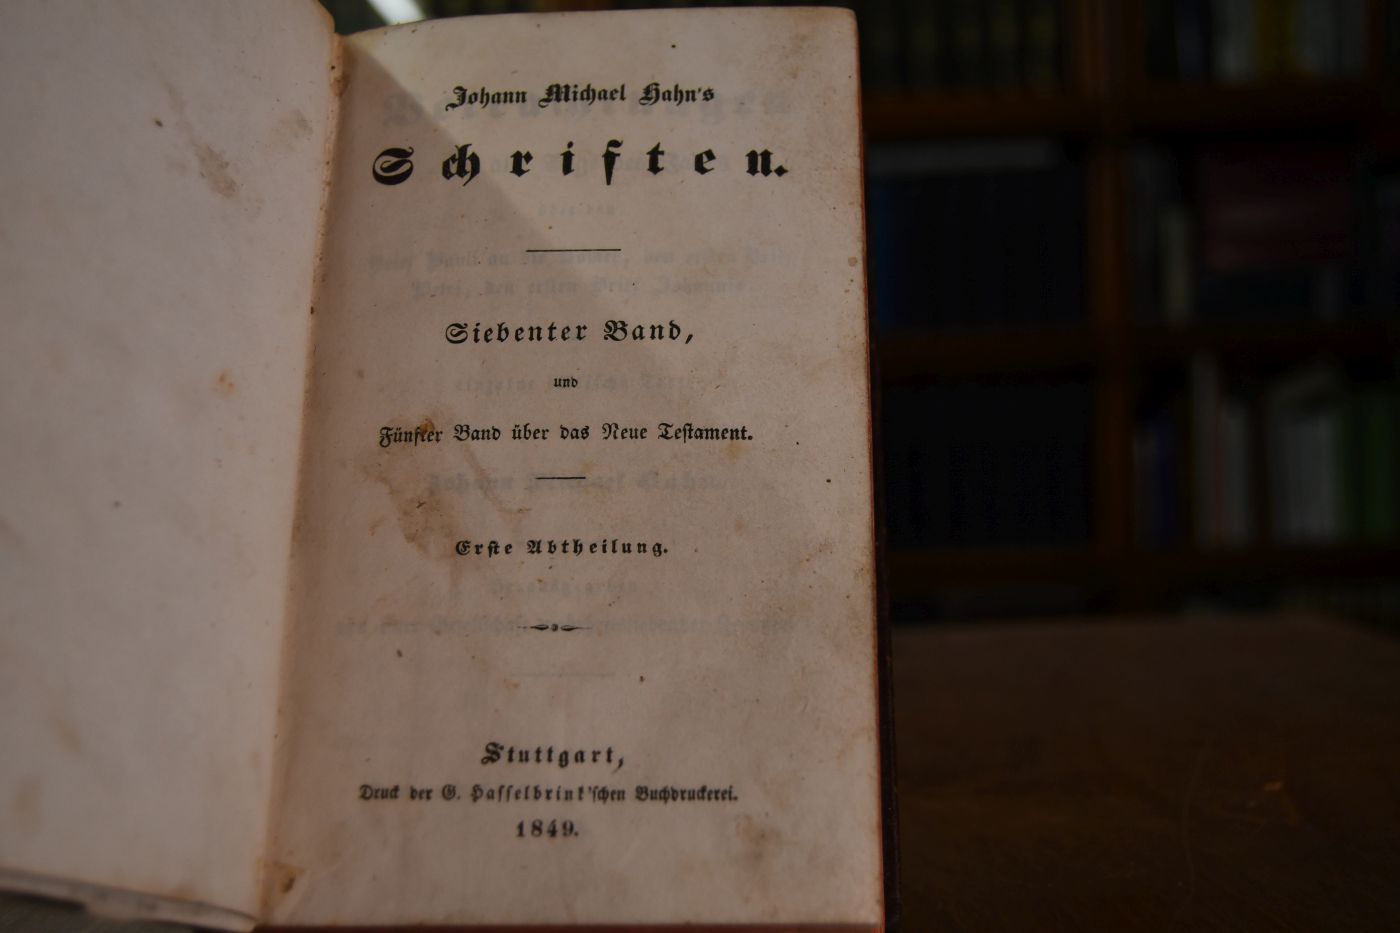 Johann Michael Hahn's
Schriften.
Siebenter Band,
und
Fünfter Band über das Neue Testament.
Erste Abtheilung.
Stuttgart,
Druck der G. Hasselbrink'schen Buchdruckerei.
1849.